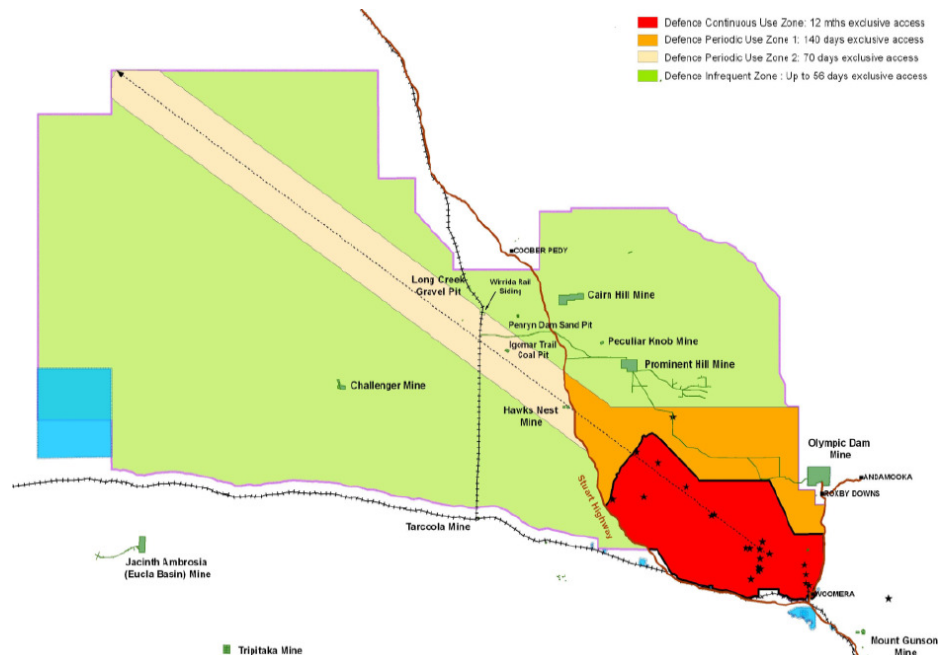 Defence Continuous Use Zone: 12 mths exclusive access
Defence Periodic Use Zone 1: 140 days exclusive access
Defence Periodic Use Zone 2: 70 days exclusive access
Defence Infrequent Zone : Up to 56 days exclusive access
COOBER PEDY
Long Creek
Gravel Pit
Wirrida Rail
Siding
Cairn Hill Mine
Penryn Dam Sand Pit
Peculiar Knob Mine
Igomar Trail
Coal Pit
Prominent Hill Mine
Challenger Mine
Hawks Nest
Mine
Olympic Dam
Mine
ANDAMOOKA
ROXBY DOWNS
Stuart Highway
Tarcoola Mine
Jacinth Ambrosia
(Eucla Basin) Mine
WOOMERA
Mount Gunson
Mine
Tripitaka Mine